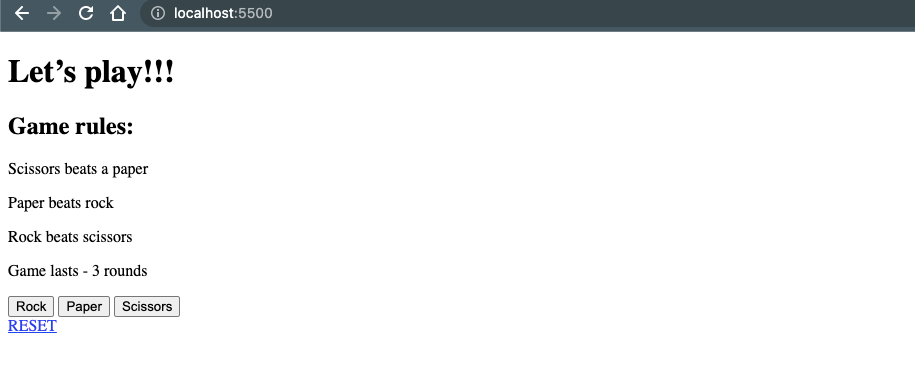 localhost:5500
Let’s play!!!
Game rules:
Scissors beats a paper
Paper beats rock
Rock beats scissors
Game lasts - 3 rounds
Rock Paper Scissors
RESET